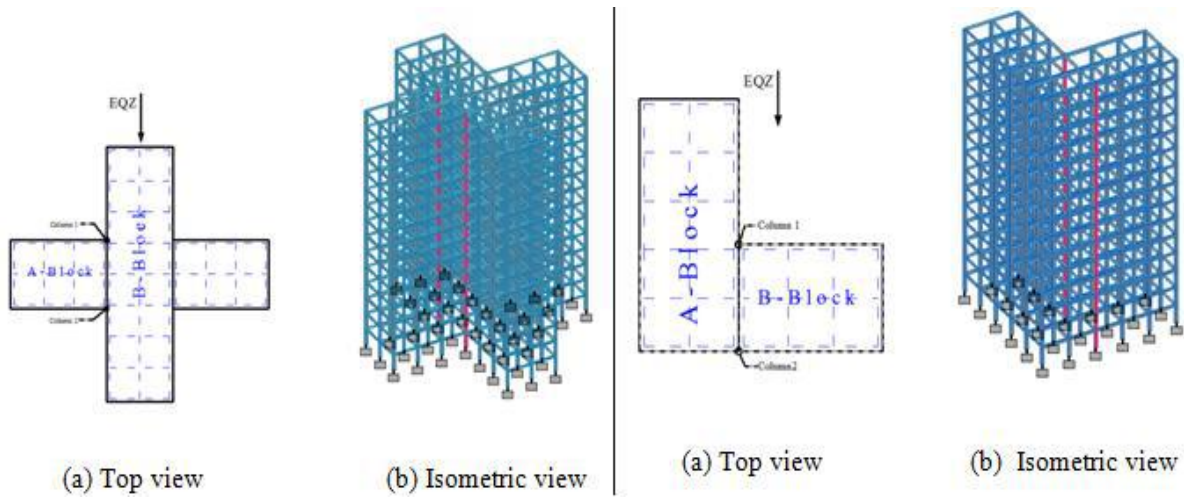 EQZ
Column 1
A-Block
B-Block
Column 2
(a) Top view
(b) Isometric view
EQZ
A-Block
Column 1
B-Block
Column2
(a) Top view
(b) Isometric view